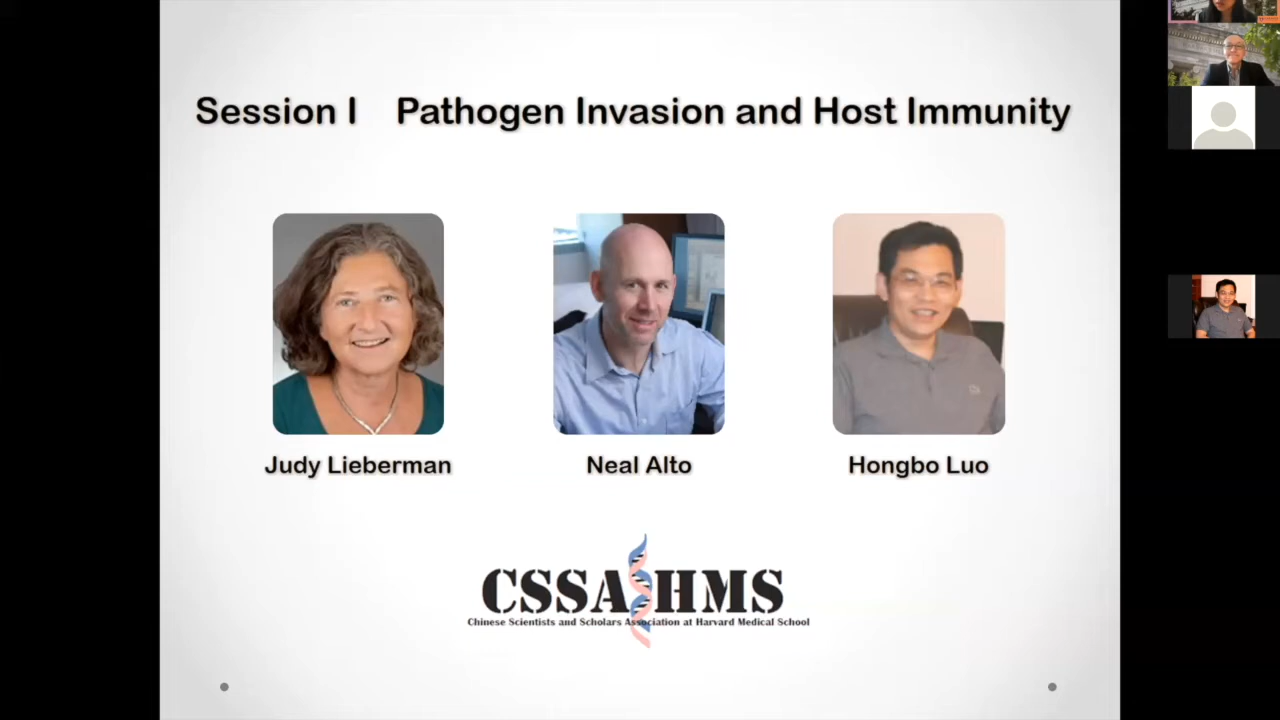 Session I Pathogen Invasion and Host Immunity
Judy Lieberman
Neal Alto
Hongbo Luo
CSSA HMS
Chinese Scientists and Scholars Association at Harvard Medical School